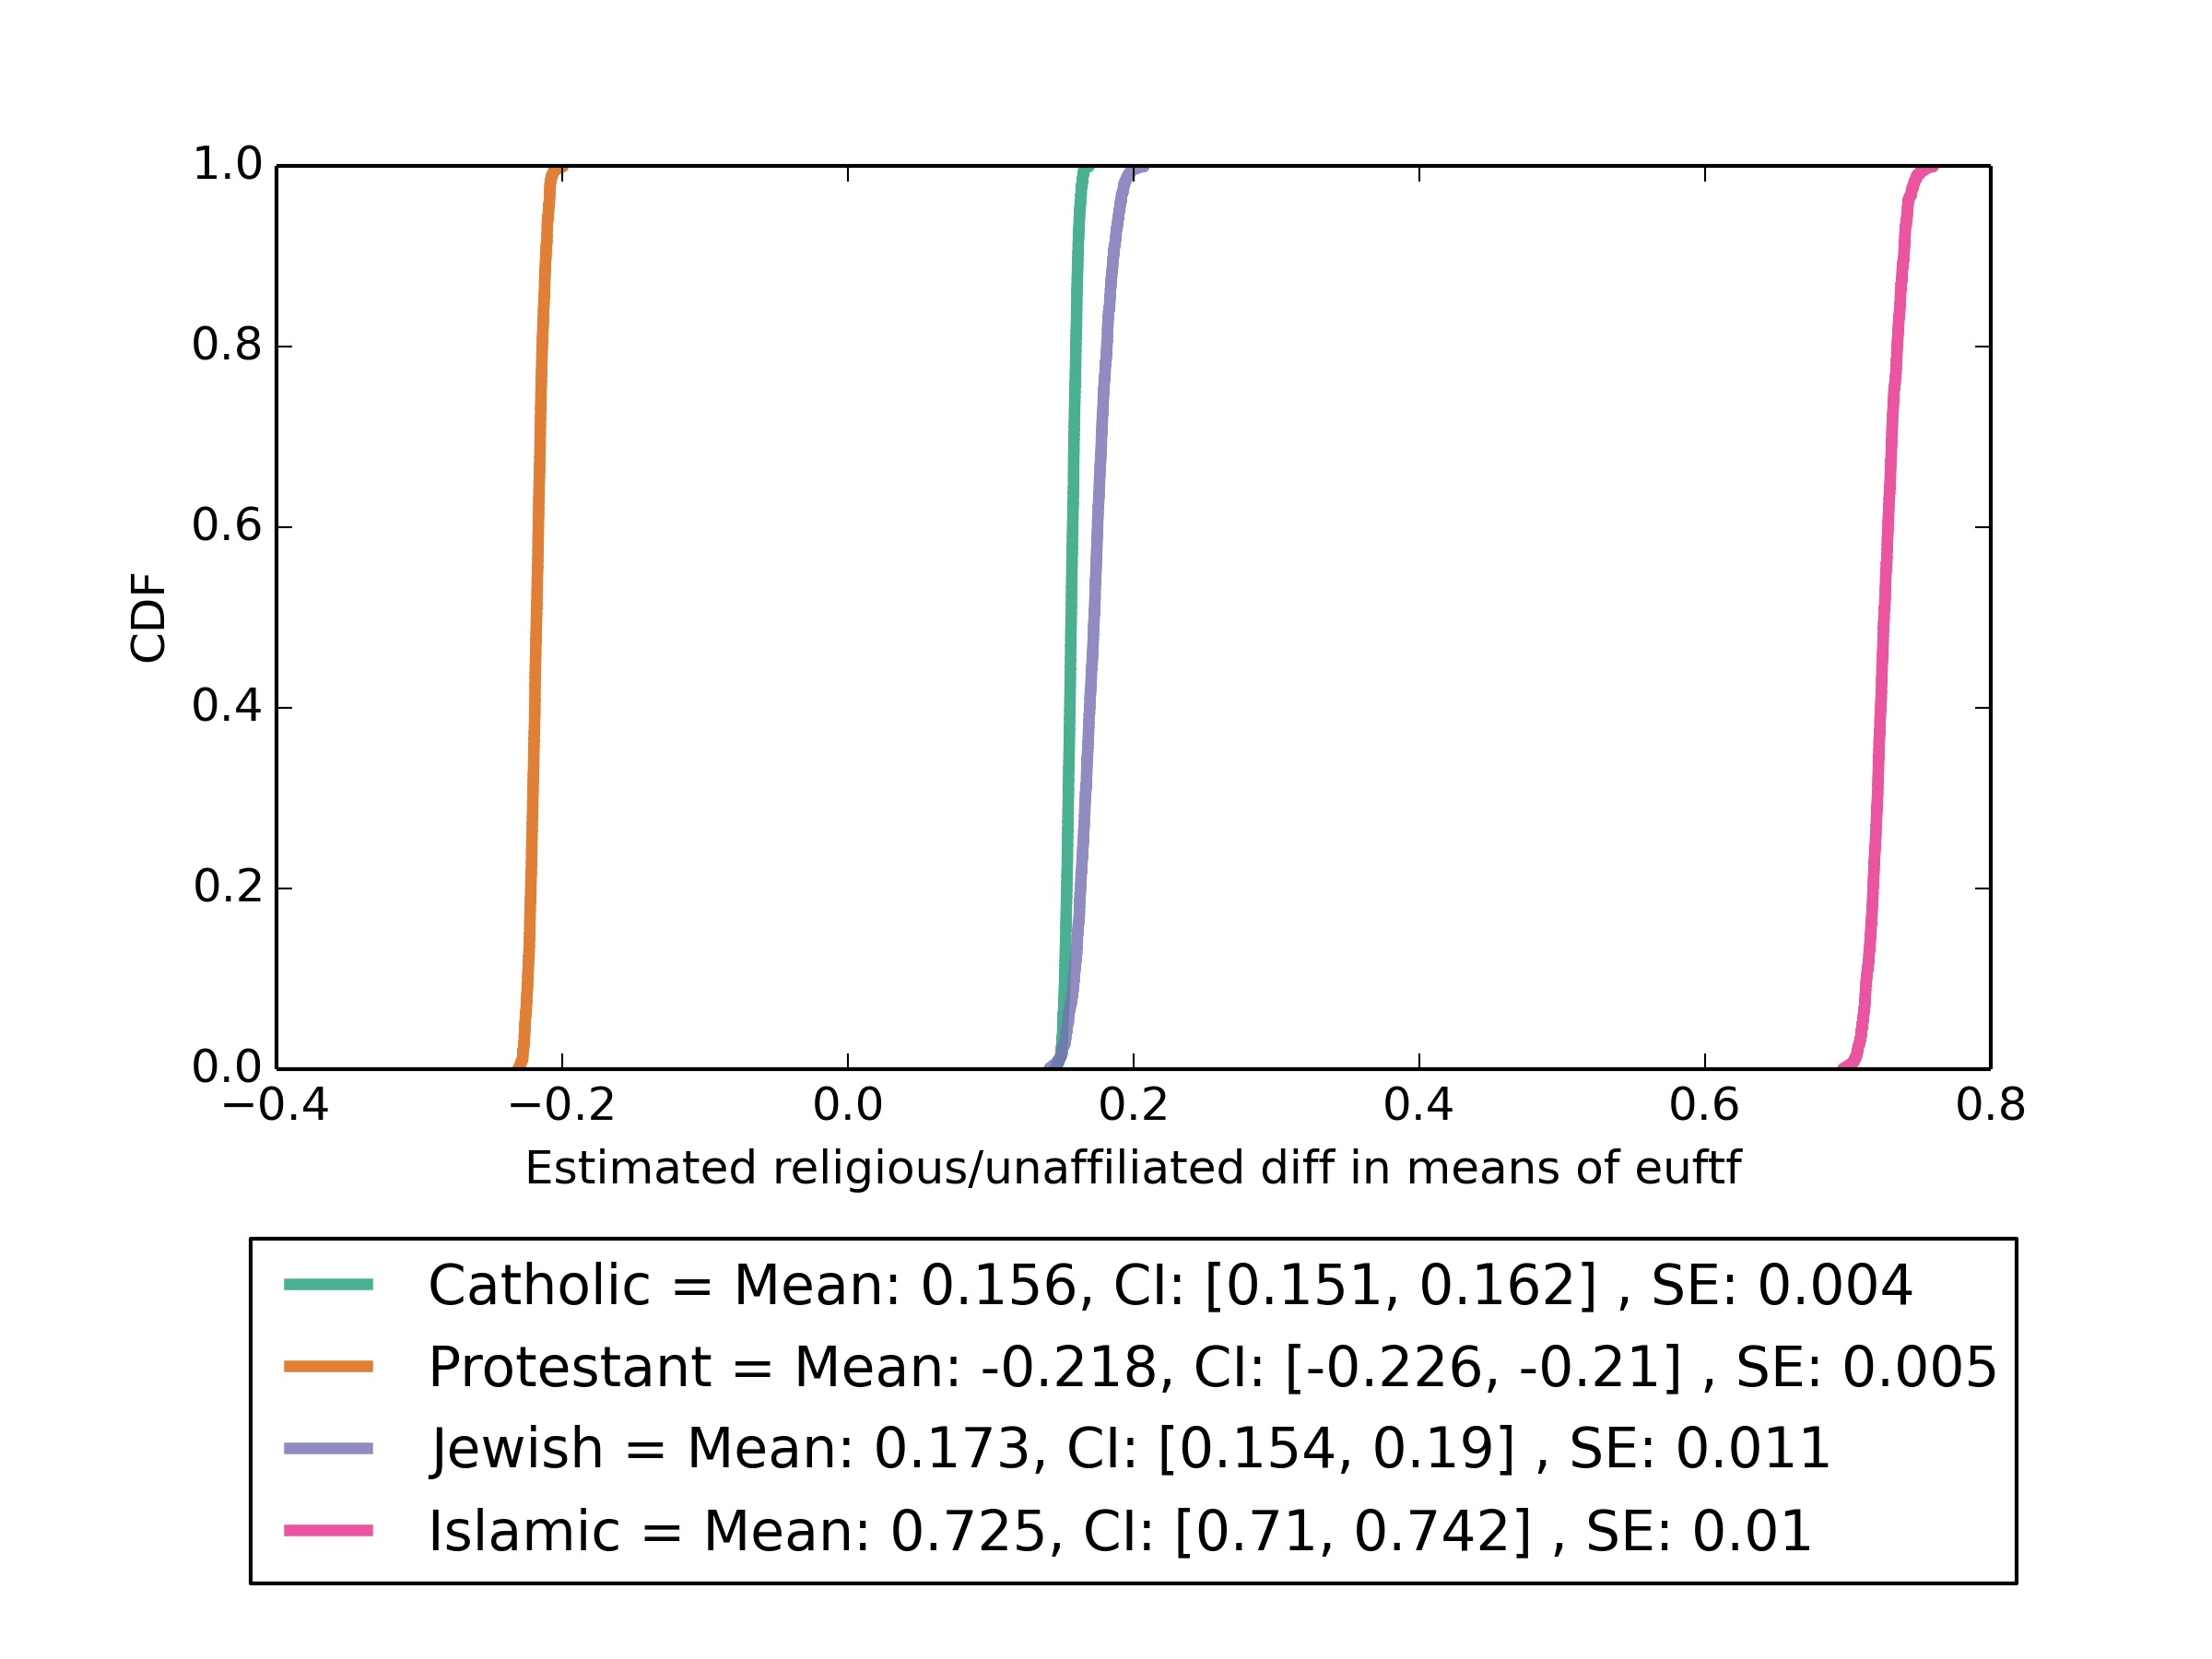 1.0
0.8
0.6
0.4
0.2
0.0
CDF
−0.4 −0.2 0.0 0.2 0.4 0.6 0.8
Estimated religious/unaffiliated diff in means of euftf
Catholic = Mean: 0.156, CI: [0.151, 0.162] , SE: 0.004
Protestant = Mean: -0.218, CI: [-0.226, -0.21] , SE: 0.005
Jewish = Mean: 0.173, CI: [0.154, 0.19] , SE: 0.011
Islamic = Mean: 0.725, CI: [0.71, 0.742] , SE: 0.01